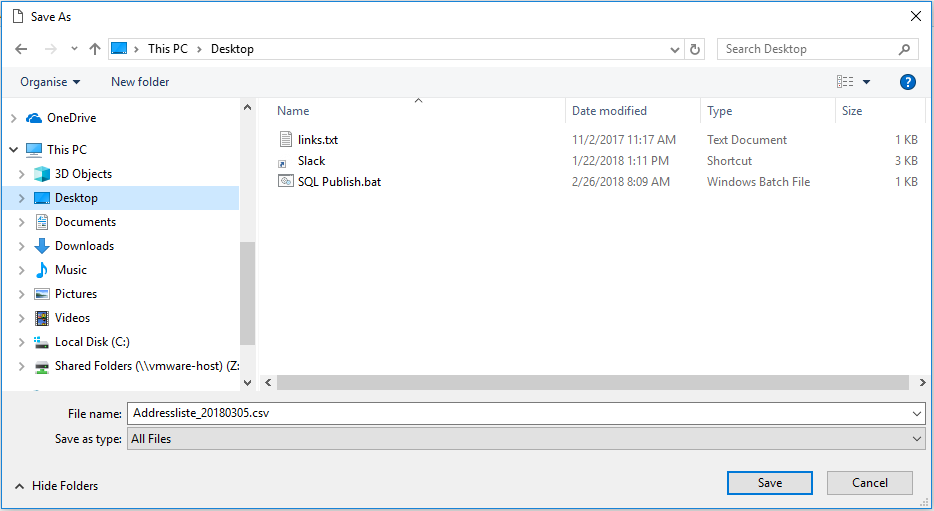 Save As
This PC > Desktop
Search Desktop
Organise New folder
?
Name Date modified Type Size
OneDrive
This PC
3D Objects
Desktop
Documents
Downloads
Music
Pictures
Videos
Local Disk (C:)
Shared Folders (\\vmware-host) (Z:
links.txt 11/2/2017 11:17 AM Text Document 1 KB
Slack 1/22/2018 1:11 PM Shortcut 3 KB
SQL Publish.bat 2/26/2018 8:09 AM Windows Batch File 1 KB
File name: Addressliste_20180305.csv
Save as type: All Files
Hide Folders
Save Cancel